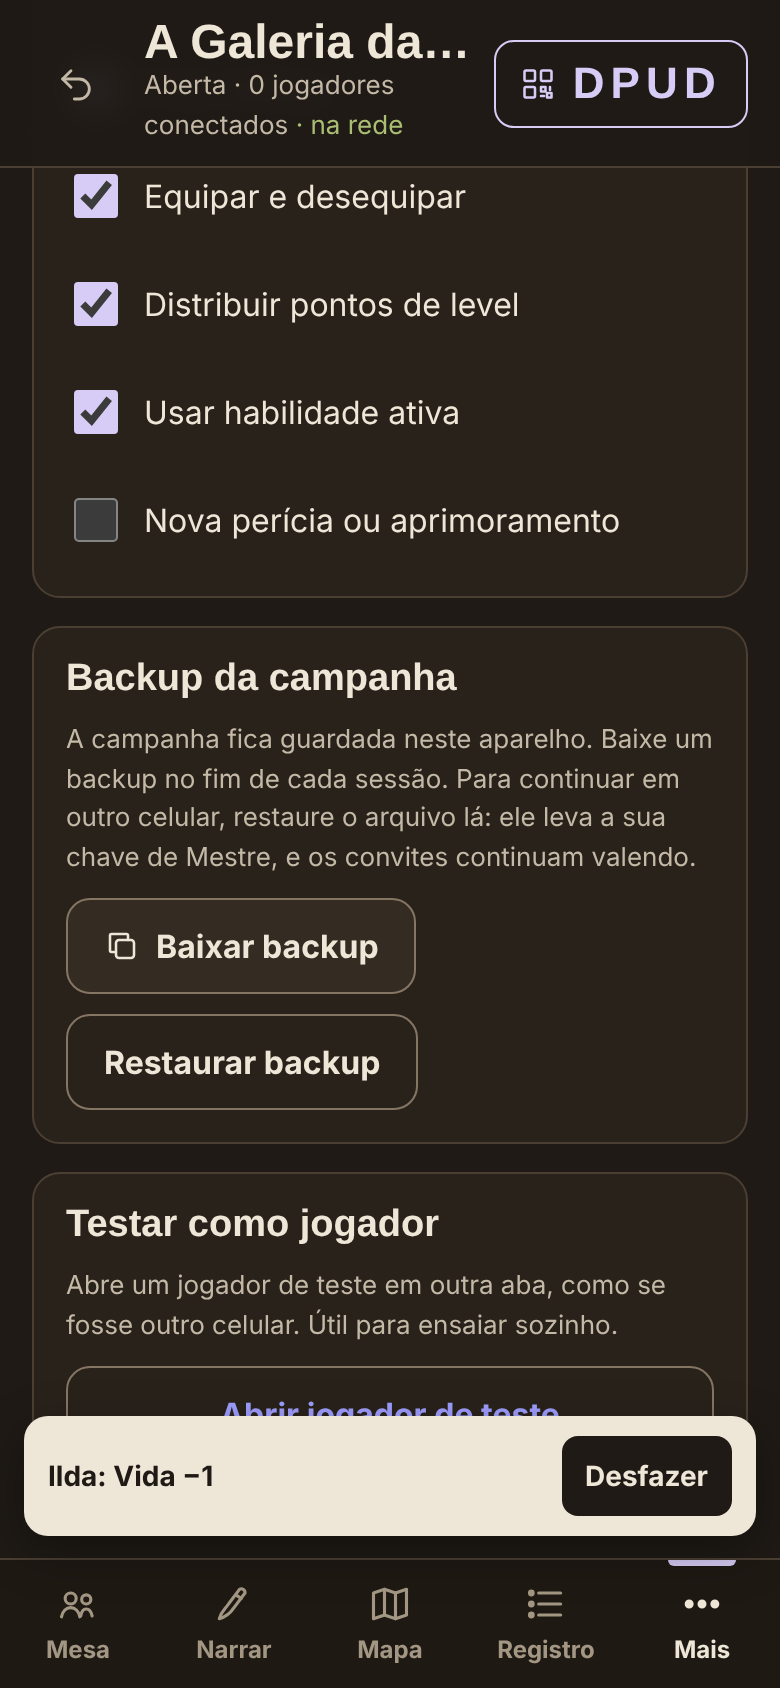 A Galeria da...
Aberta · 0 jogadores
conectados · na rede
DPUD
Equipar e desequipar
Distribuir pontos de level
Usar habilidade ativa
Nova perícia ou aprimoramento
Backup da campanha
A campanha fica guardada neste aparelho. Baixe um
backup no fim de cada sessão. Para continuar em
outro celular, restaure o arquivo lá: ele leva a sua
chave de Mestre, e os convites continuam valendo.
Baixar backup
Restaurar backup
Testar como jogador
Abre um jogador de teste em outra aba, como se
fosse outro celular. Útil para ensaiar sozinho.
Abrir jogador de teste
Ilda: Vida −1
Desfazer
Mesa
Narrar
Mapa
Registro
Mais